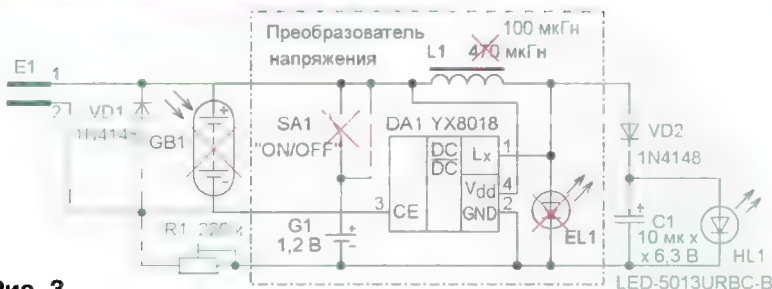 Преобразователь
напряжения
100 мкГн
L1 470 мкГн
E1
1
2
VD1
1N4148
GB1
SA1
"ON/OFF"
DA1 YX8018
DC
DC
Lx
1
Vdd
4
GND
2
3
CE
G1
1,2 В
EL1
VD2
1N4148
C1
10 мк x
x 6,3 В
HL1
LED-5013URBC-B
R1 220 к
Рис. 3